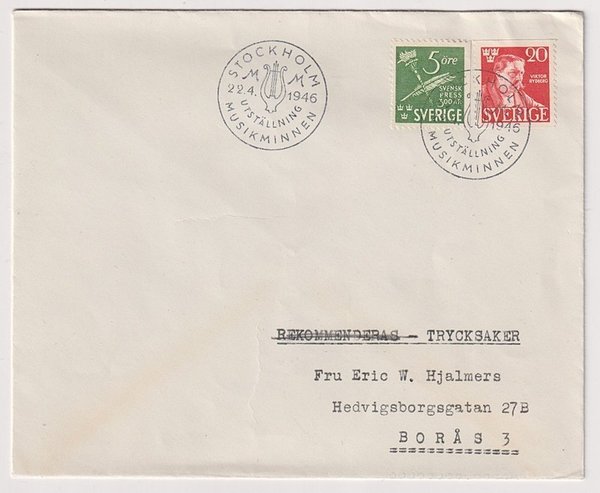 STOCKHOLM
M M
22.4. 1946
UTSTÄLLNING
MUSIKMINNEN
5 öre
SVENSK
PRESS
300 ÅR
SVERIGE
20
VIKTOR
RYDBERG
SVERIGE
1946
UTSTÄLLNING
MUSIKMINNEN
REKOMMENDERAS - TRYCKSAKER
Fru Eric W. Hjalmers
Hedvigsborgsgatan 27B
BORÅS 3